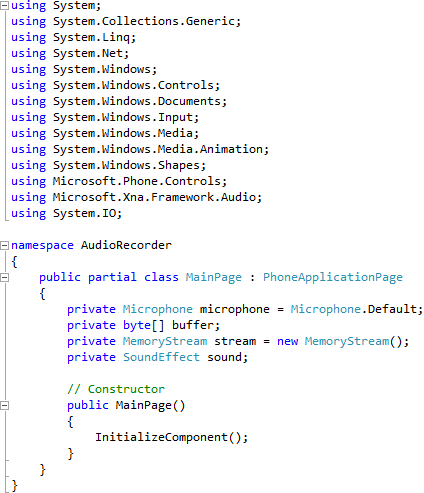 using System;
using System.Collections.Generic;
using System.Linq;
using System.Net;
using System.Windows;
using System.Windows.Controls;
using System.Windows.Documents;
using System.Windows.Input;
using System.Windows.Media;
using System.Windows.Media.Animation;
using System.Windows.Shapes;
using Microsoft.Phone.Controls;
using Microsoft.Xna.Framework.Audio;
using System.IO;

namespace AudioRecorder
{
    public partial class MainPage : PhoneApplicationPage
    {
        private Microphone microphone = Microphone.Default;
        private byte[] buffer;
        private MemoryStream stream = new MemoryStream();
        private SoundEffect sound;

        // Constructor
        public MainPage()
        {
            InitializeComponent();
        }
    }
}